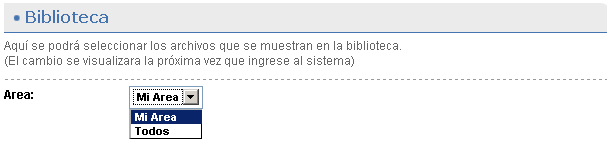 Biblioteca
Aquí se podrá seleccionar los archivos que se muestran en la biblioteca.
(El cambio se visualizara la próxima vez que ingrese al sistema)
Area: Mi Area
Mi Area
Todos